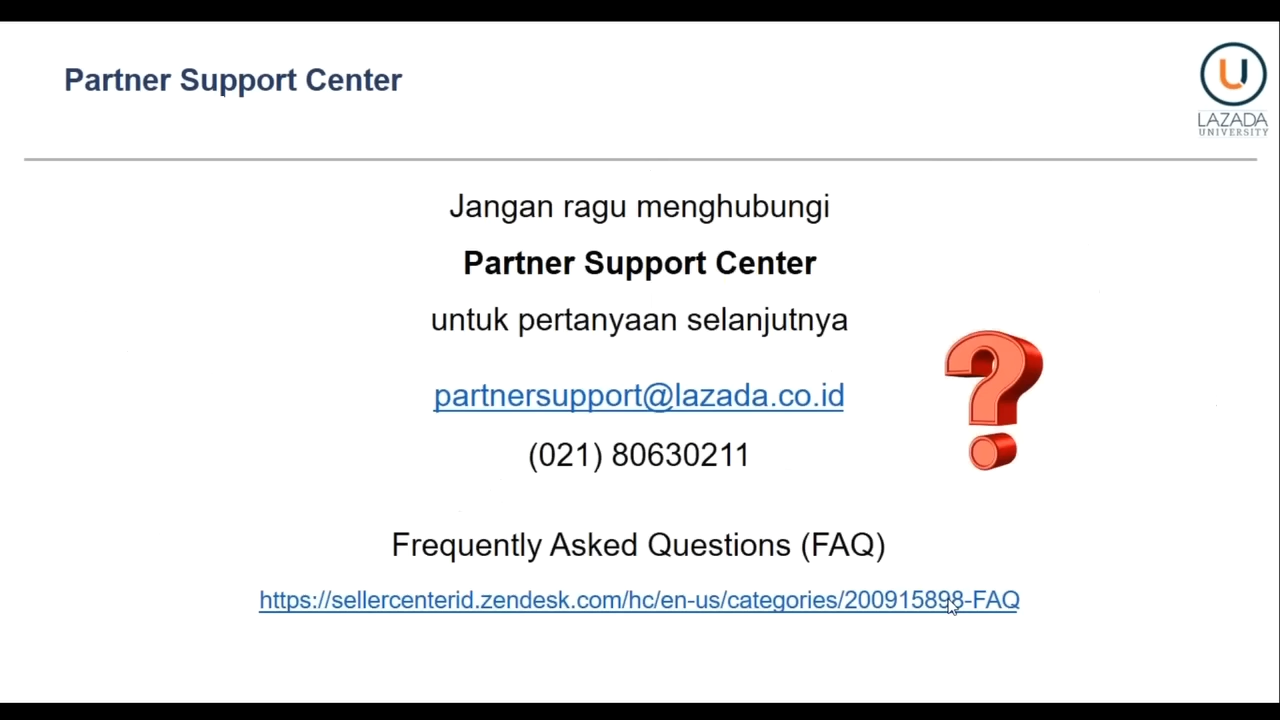 Partner Support Center
LAZADA
UNIVERSITY
Jangan ragu menghubungi
Partner Support Center
untuk pertanyaan selanjutnya
partnersupport@lazada.co.id
(021) 80630211
Frequently Asked Questions (FAQ)
https://sellercenterid.zendesk.com/hc/en-us/categories/200915898-FAQ